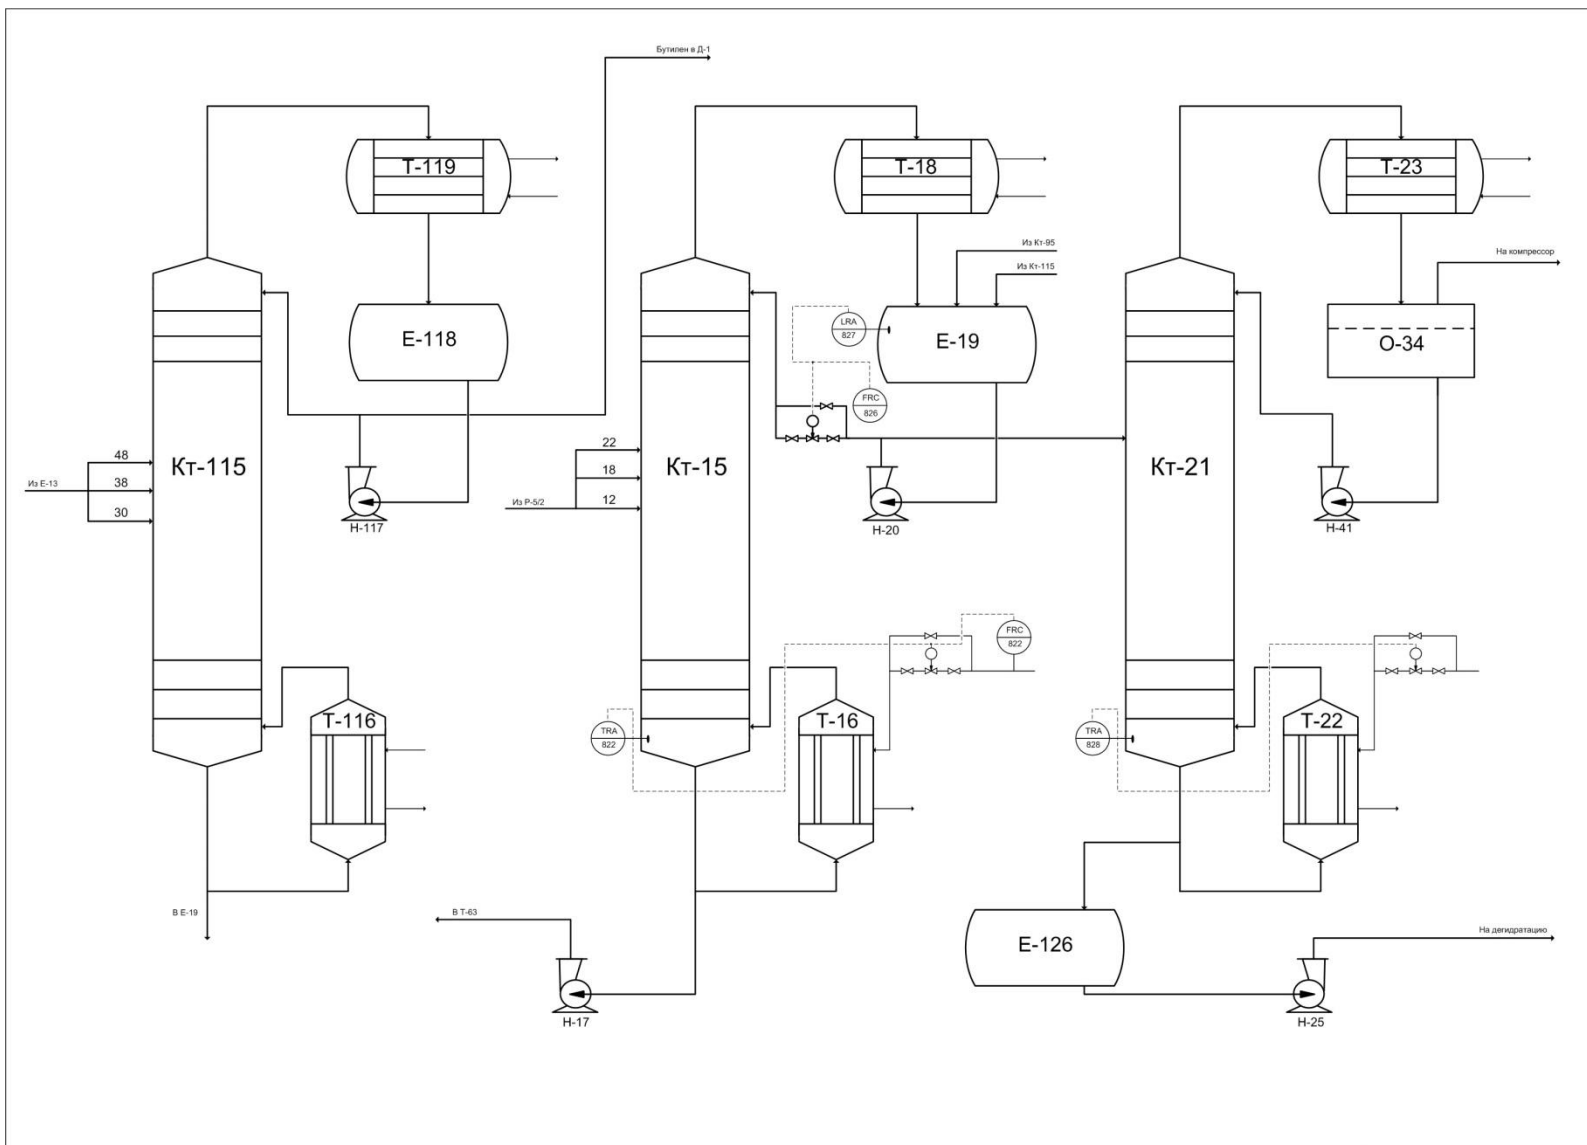 Бутилен в Д-1
Т-119
Т-18
Т-23
Из Кт-95
На компрессор
Из Кт-115
LRA
827
Е-118
Е-19
О-34
FRC
826
48
Кт-115
22
Кт-15
Кт-21
18
Из Е-13
38
Из Р-5/2
12
30
Н-117
Н-20
Н-41
FRC
822
Т-116
Т-16
Т-22
TRA
822
TRA
828
В Е-19
В Т-63
Е-126
На дегидратацию
Н-17
Н-25